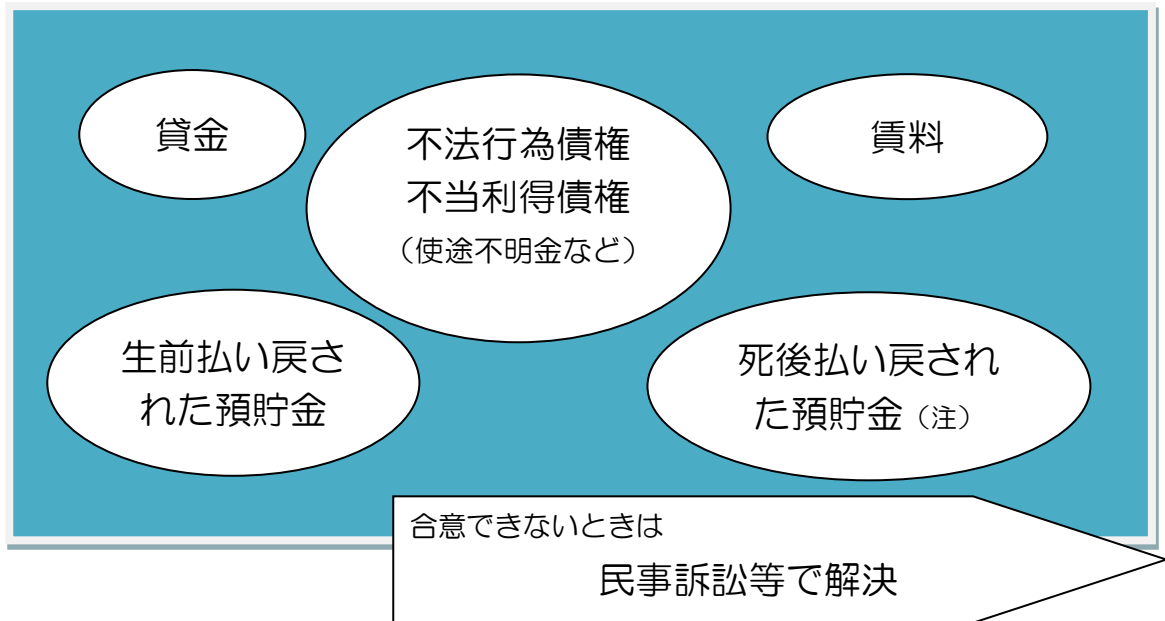 貸金
不法行為債権
不当利得債権
（使途不明金など）
賃料
生前払い戻さ
れた預貯金
死後払い戻され
た預貯金（注）
合意できないときは
民事訴訟等で解決